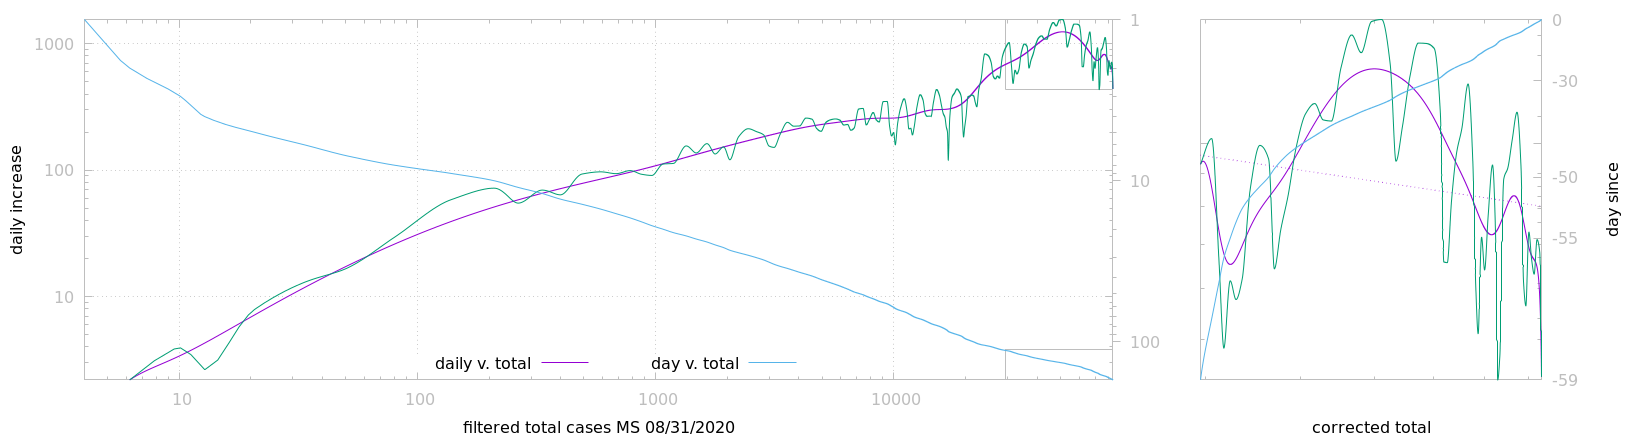 1000
100
10
daily increase
10
100
1000
10000
filtered total cases MS 08/31/2020
daily v. total
day v. total
1
10
100
0
-30
-50
-55
-59
day since
corrected total